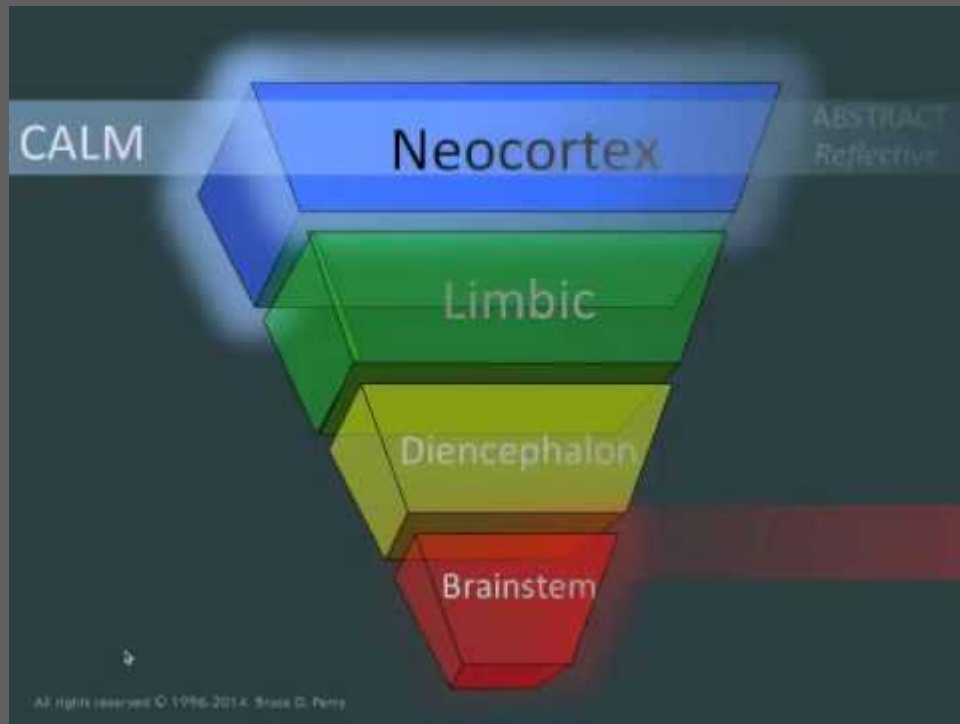 CALM
Neocortex
ABSTRACT
Reflective
Limbic
Diencephalon
Brainstem
All rights reserved © 1996-2014 Bruce D. Perry